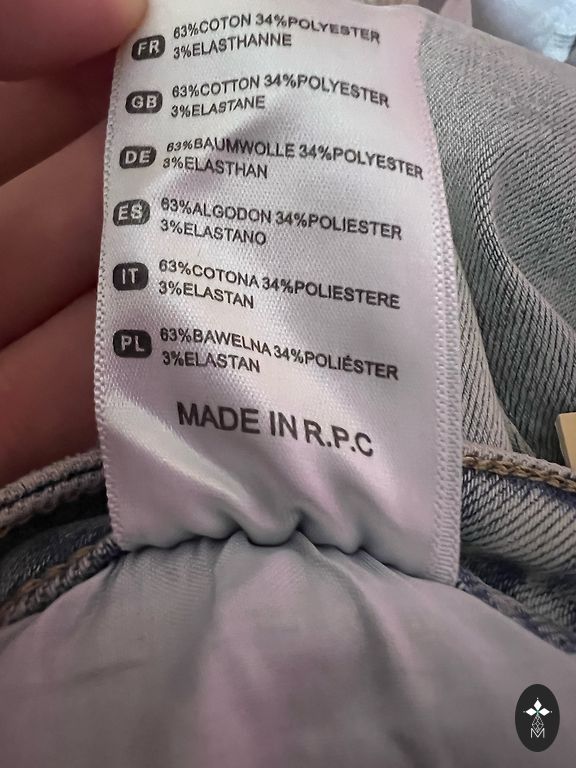 FR 63%COTON 34%POLYESTER
3%ELASTHANNE
GB 63%COTTON 34%POLYESTER
3%ELASTANE
DE 63%BAUMWOLLE 34%POLYESTER
3%ELASTHAN
ES 63%ALGODON 34%POLIESTER
3%ELASTANO
IT 63%COTONA 34%POLIESTERE
3%ELASTAN
PL 63%BAWELNA 34%POLIÉSTER
3%ELASTAN
MADE IN R.P.C
M